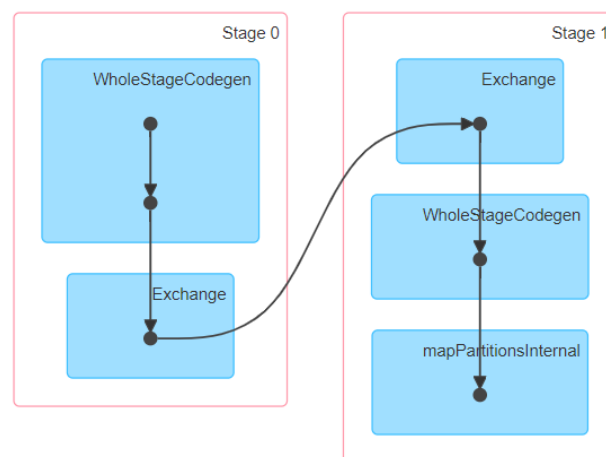 Stage 0
WholeStageCodegen
Exchange
Stage 1
Exchange
WholeStageCodegen
mapPartitionsInternal